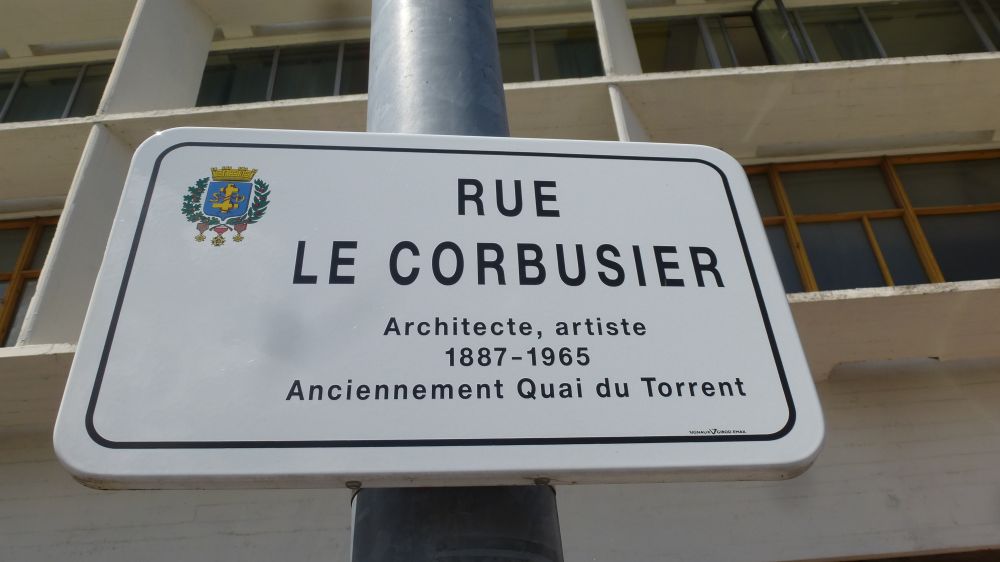 RUE
LE CORBUSIER
Architecte, artiste
1887-1965
Anciennement Quai du Torrent